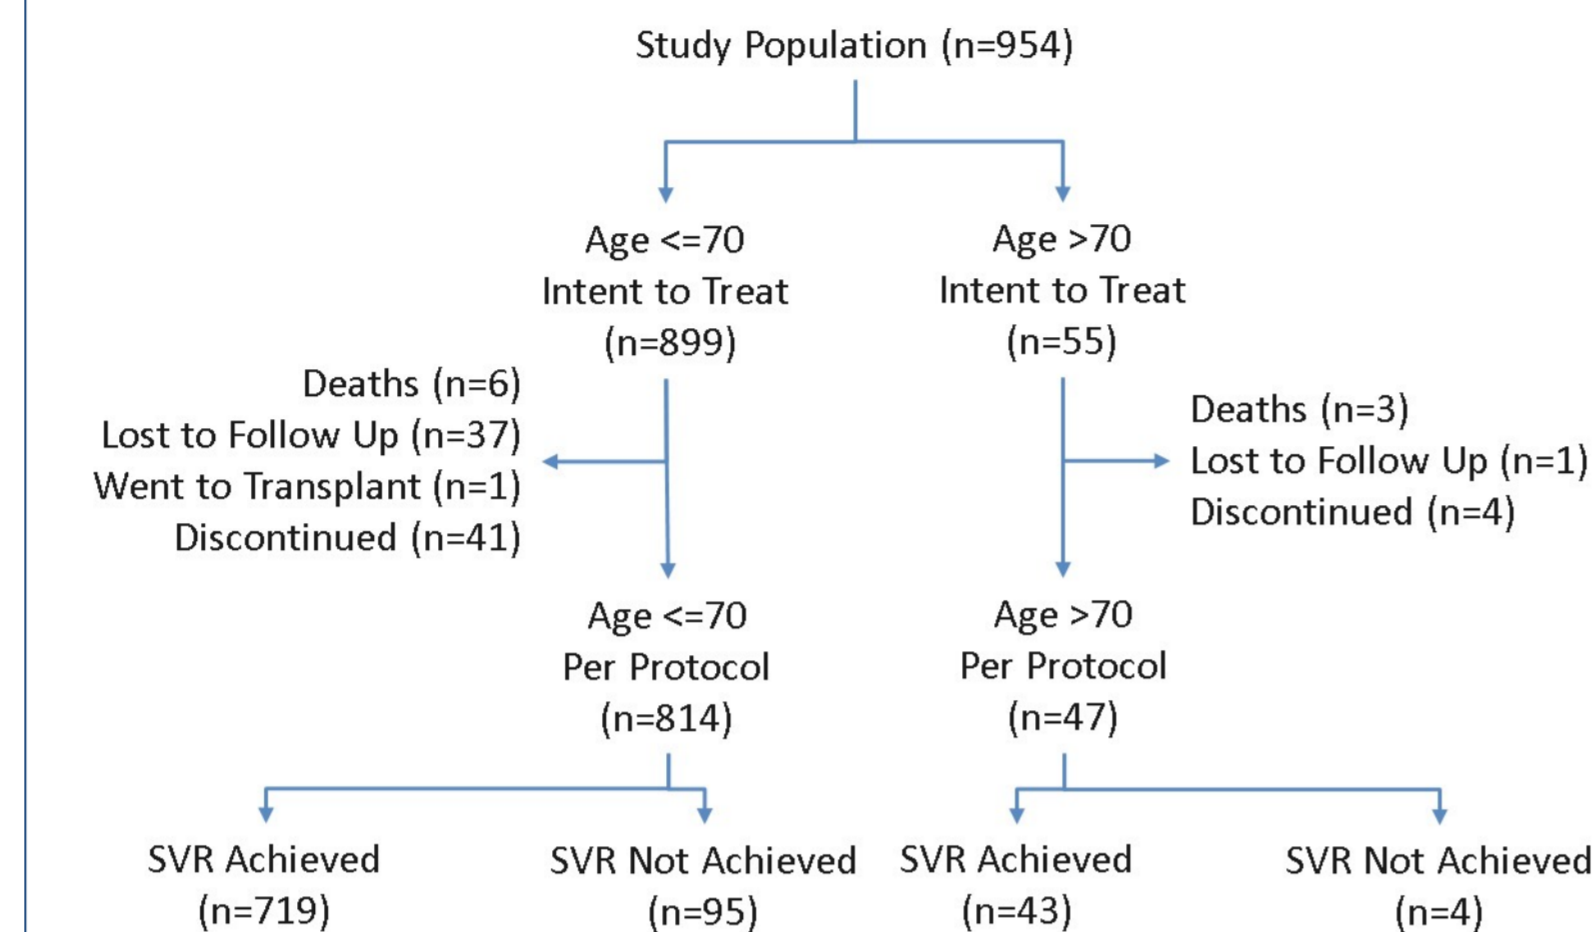 Study Population (n=954)
Age <=70
Intent to Treat
(n=899)
Age >70
Intent to Treat
(n=55)
Deaths (n=6)
Lost to Follow Up (n=37)
Went to Transplant (n=1)
Discontinued (n=41)
Deaths (n=3)
Lost to Follow Up (n=1)
Discontinued (n=4)
Age <=70
Per Protocol
(n=814)
Age >70
Per Protocol
(n=47)
SVR Achieved
(n=719)
SVR Not Achieved
(n=95)
SVR Achieved
(n=43)
SVR Not Achieved
(n=4)